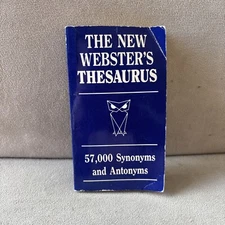 THE NEW
WEBSTER'S
THESAURUS
57,000 Synonyms
and Antonyms